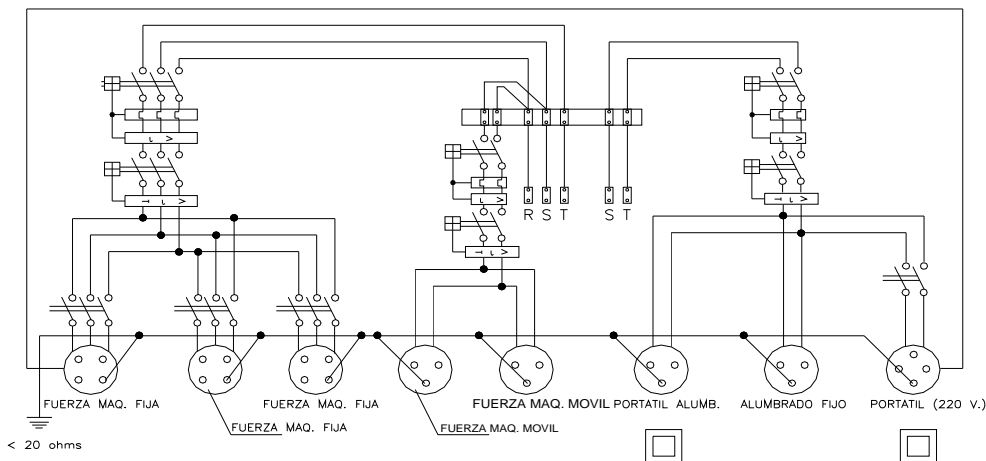 R S T S T
FUERZA MAQ. FIJA
FUERZA MAQ. FIJA
FUERZA MAQ. MOVIL
PORTATIL ALUMB.
ALUMBRADO FIJO
PORTATIL (220 V.)
FUERZA MAQ. FIJA
FUERZA MAQ. MOVIL
< 20 ohms